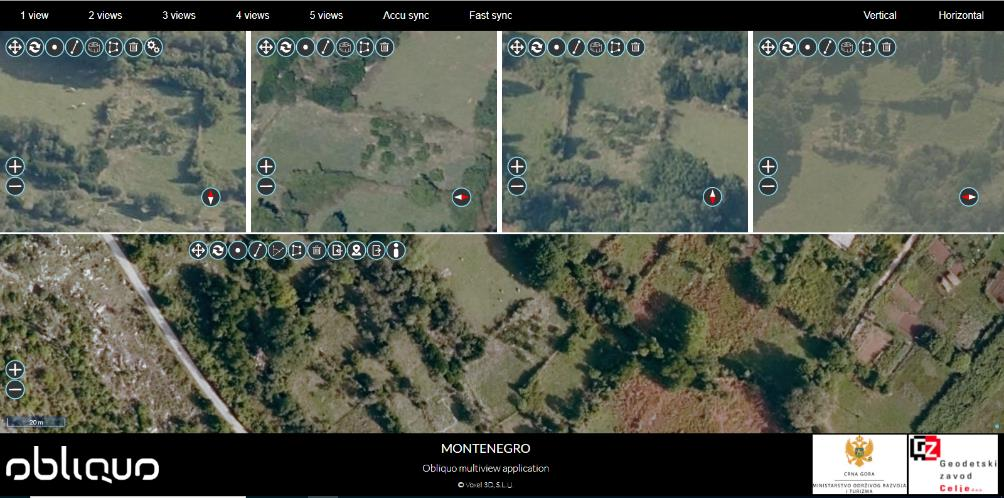 1 view 2 views 3 views 4 views 5 views Accu sync Fast sync Vertical Horizontal
20 m
obliquo
MONTENEGRO
Obliquo multiview application
© Voxel 3D, S.L.U.
CRNA GORA
MINISTARSTVO ODRŽIVOG RAZVOJA
I TURIZMA
GZ
Geodetski
zavod
Celje d.o.o.